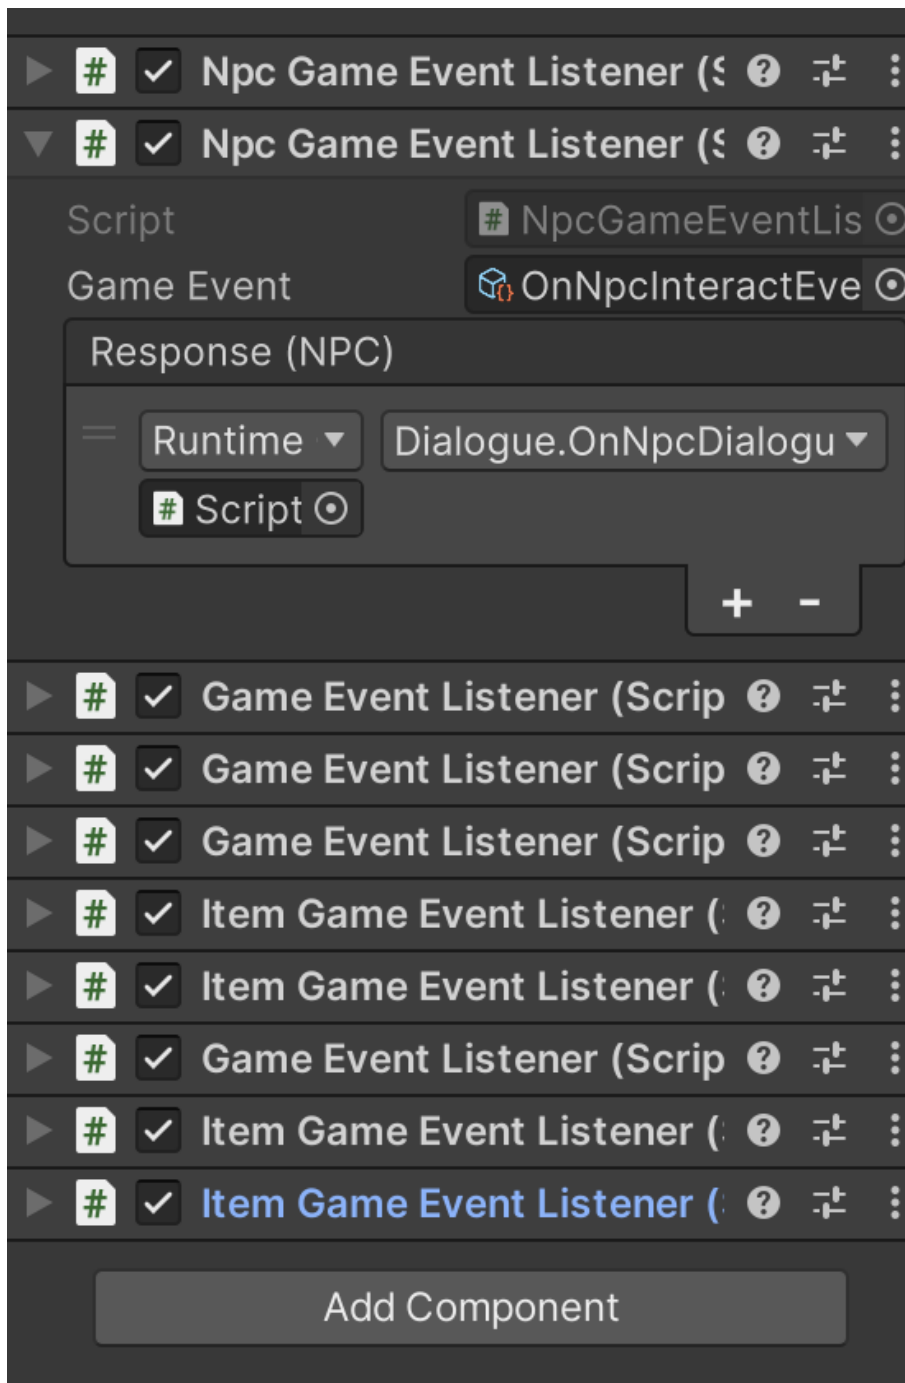 Npc Game Event Listener (S
Npc Game Event Listener (S
Script # NpcGameEventLis
Game Event OnNpcInteractEve
Response (NPC)
Runtime Dialogue.OnNpcDialogu
# Script
+ -
Game Event Listener (Scrip
Game Event Listener (Scrip
Game Event Listener (Scrip
Item Game Event Listener (
Item Game Event Listener (
Game Event Listener (Scrip
Item Game Event Listener (
Item Game Event Listener (
Add Component